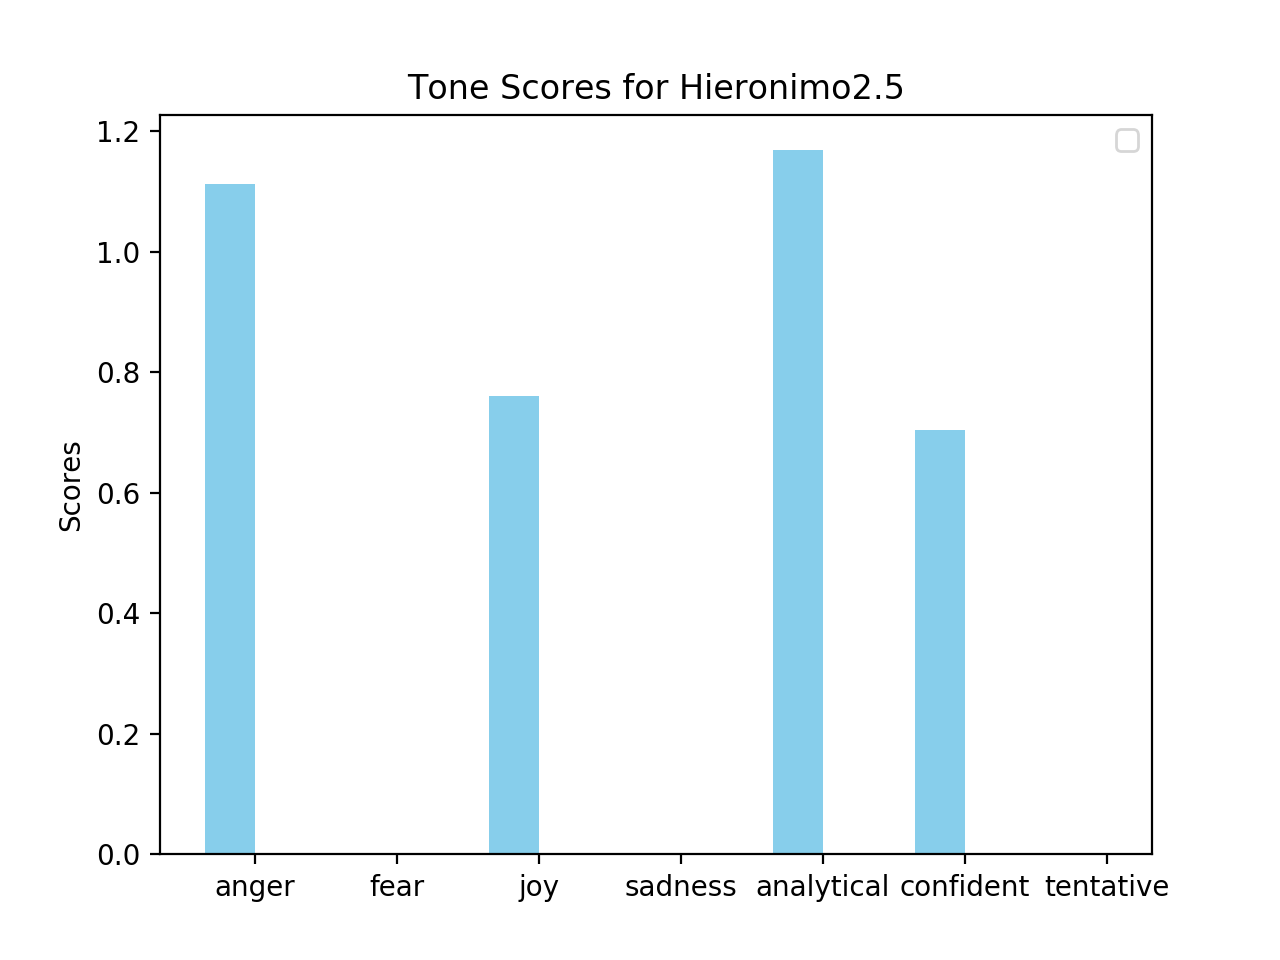 Tone Scores for Hieronimo2.5
1.2
1.0
0.8
0.6
0.4
0.2
0.0
Scores
anger fear joy sadness analytical confident tentative